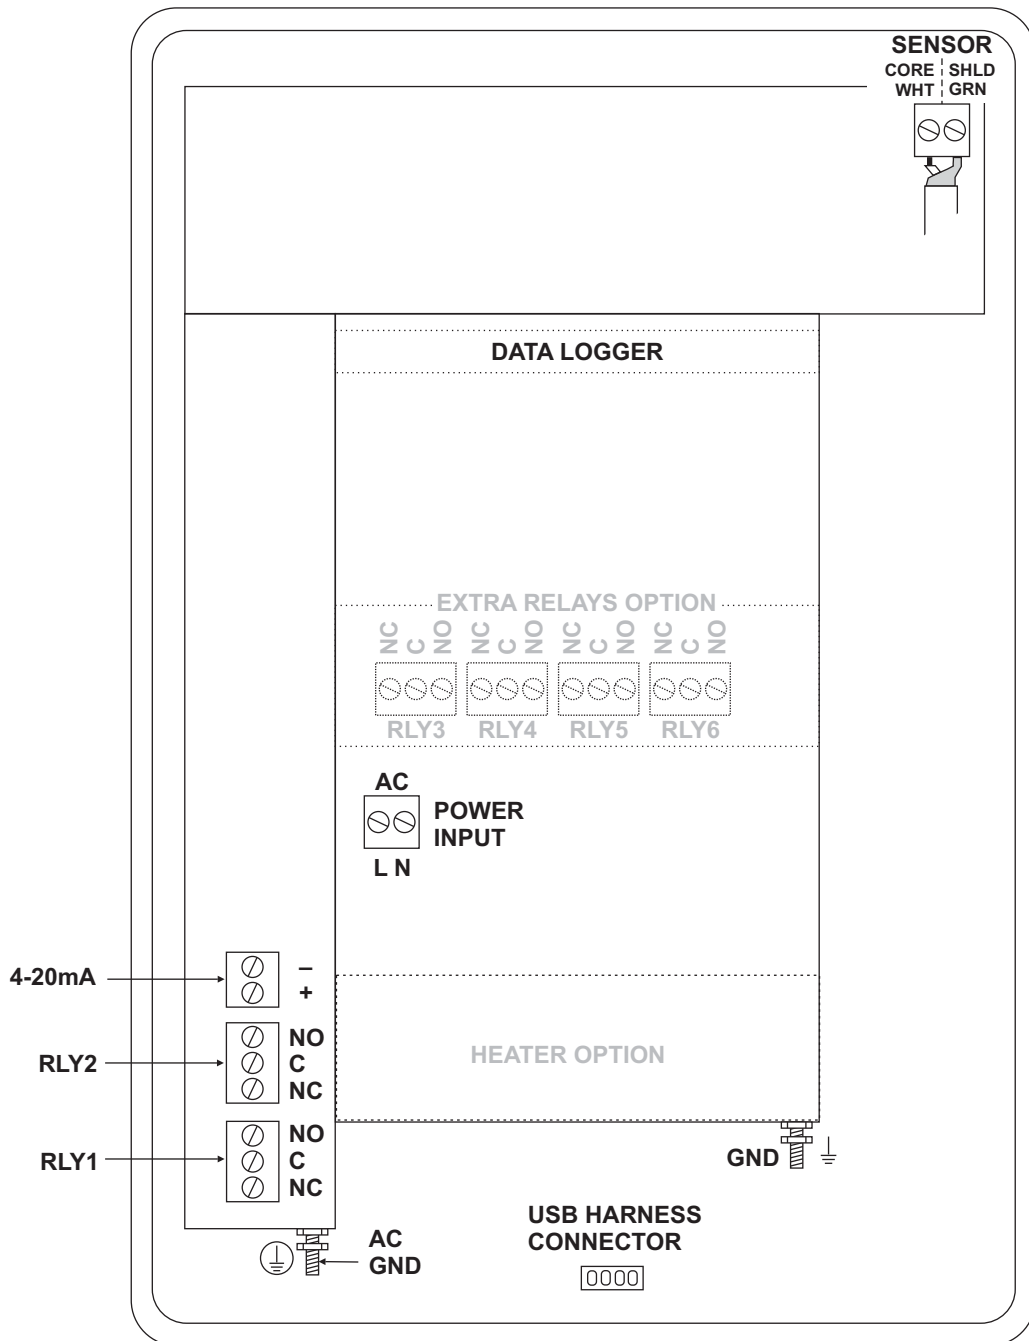 SENSOR
CORE SHLD
WHT GRN
DATA LOGGER
EXTRA RELAYS OPTION
NC C NO NC C NO NC C NO NC C NO
RLY3 RLY4 RLY5 RLY6
AC
POWER
INPUT
L N
4-20mA
–
+
RLY2
NO
C
NC
HEATER OPTION
RLY1
NO
C
NC
GND
AC
GND
USB HARNESS
CONNECTOR